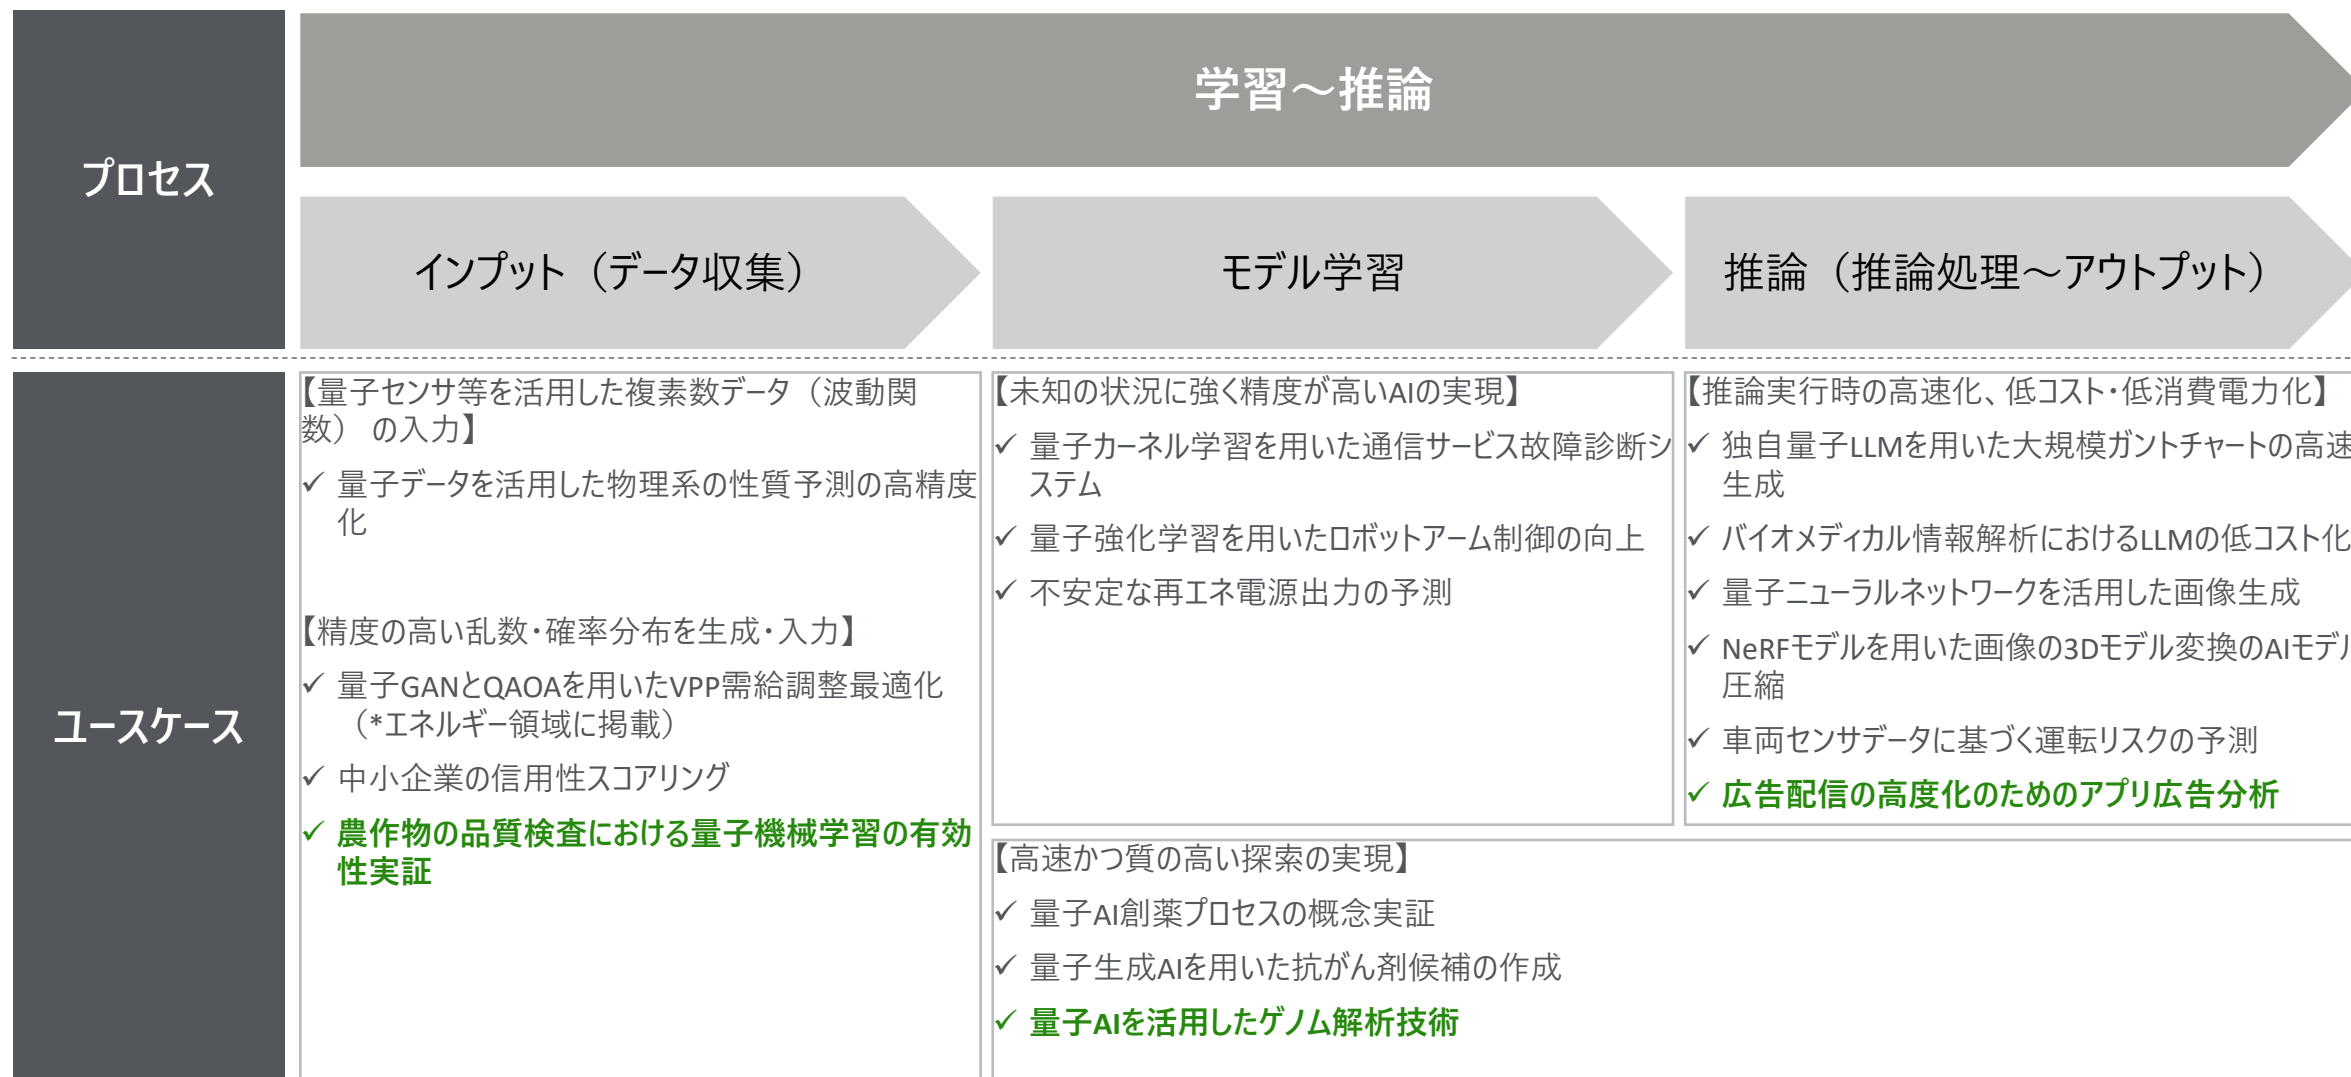 プロセス
学習～推論
インプット（データ収集）
モデル学習
推論（推論処理～アウトプット）
ユースケース
【量子センサ等を活用した複素数データ（波動関
数） の入力】
✓ 量子データを活用した物理系の性質予測の高精度
化
【精度の高い乱数・確率分布を生成・入力】
✓ 量子GANとQAOAを用いたVPP需給調整最適化
（*エネルギー領域に掲載）
✓ 中小企業の信用性スコアリング
✓ 農作物の品質検査における量子機械学習の有効
性実証
【未知の状況に強く精度が高いAIの実現】
✓ 量子カーネル学習を用いた通信サービス故障診断シ
ステム
✓ 量子強化学習を用いたロボットアーム制御の向上
✓ 不安定な再エネ電源出力の予測
【推論実行時の高速化、低コスト・低消費電力化】
✓ 独自量子LLMを用いた大規模ガントチャートの高速
生成
✓ バイオメディカル情報解析におけるLLMの低コスト化
✓ 量子ニューラルネットワークを活用した画像生成
✓ NeRFモデルを用いた画像の3Dモデル変換のAIモデル
圧縮
✓ 車両センサデータに基づく運転リスクの予測
✓ 広告配信の高度化のためのアプリ広告分析
【高速かつ質の高い探索の実現】
✓ 量子AI創薬プロセスの概念実証
✓ 量子生成AIを用いた抗がん剤候補の作成
✓ 量子AIを活用したゲノム解析技術